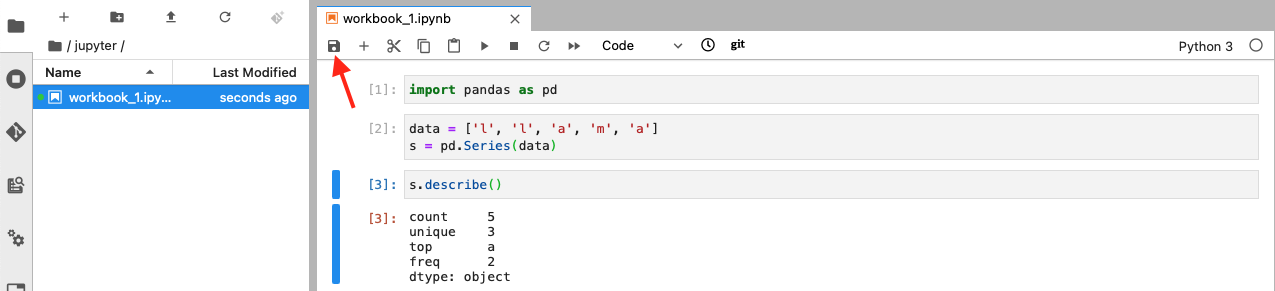 / jupyter /
Name Last Modified
workbook_1.ipy... seconds ago
workbook_1.ipynb
Code git Python 3
[1]: import pandas as pd
[2]: data = ['l', 'l', 'a', 'm', 'a']
s = pd.Series(data)
[3]: s.describe()
[3]: count 5
unique 3
top a
freq 2
dtype: object